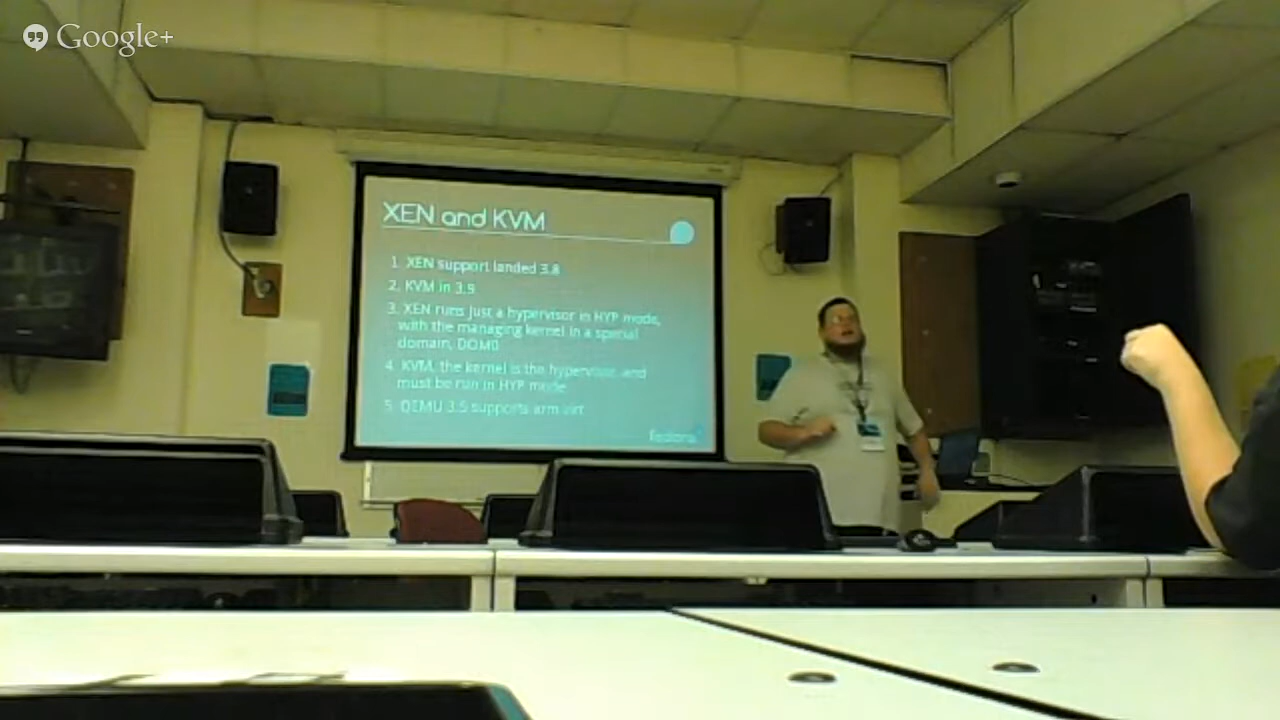 Google+
XEN and KVM
1. XEN support landed 3.8
2. KVM in 3.9
3. XEN runs just a hypervisor in HYP mode,
with the managing kernel in a special
domain, DOM0
4. KVM, the kernel is the hypervisor, and
must be run in HYP mode
5. QEMU 3.5 supports arm virt
fedora